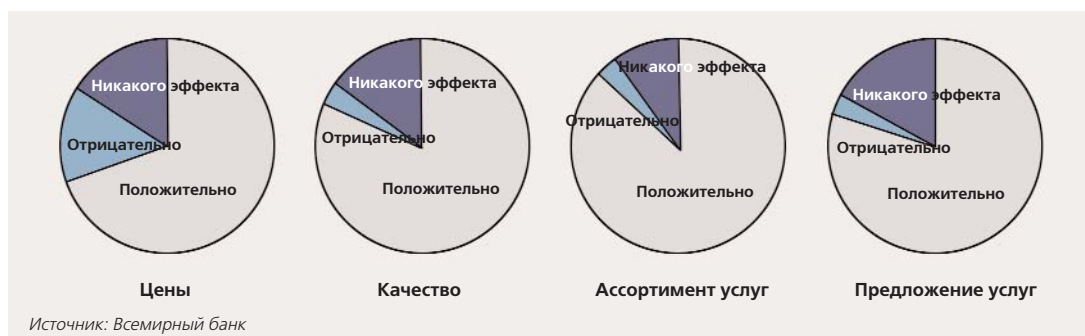 Никакого эффекта
Отрицательно
Положительно
Цены
Никакого эффекта
Отрицательно
Положительно
Качество
Никакого эффекта
Отрицательно
Положительно
Ассортимент услуг
Никакого эффекта
Отрицательно
Положительно
Предложение услуг
Источник: Всемирный банк